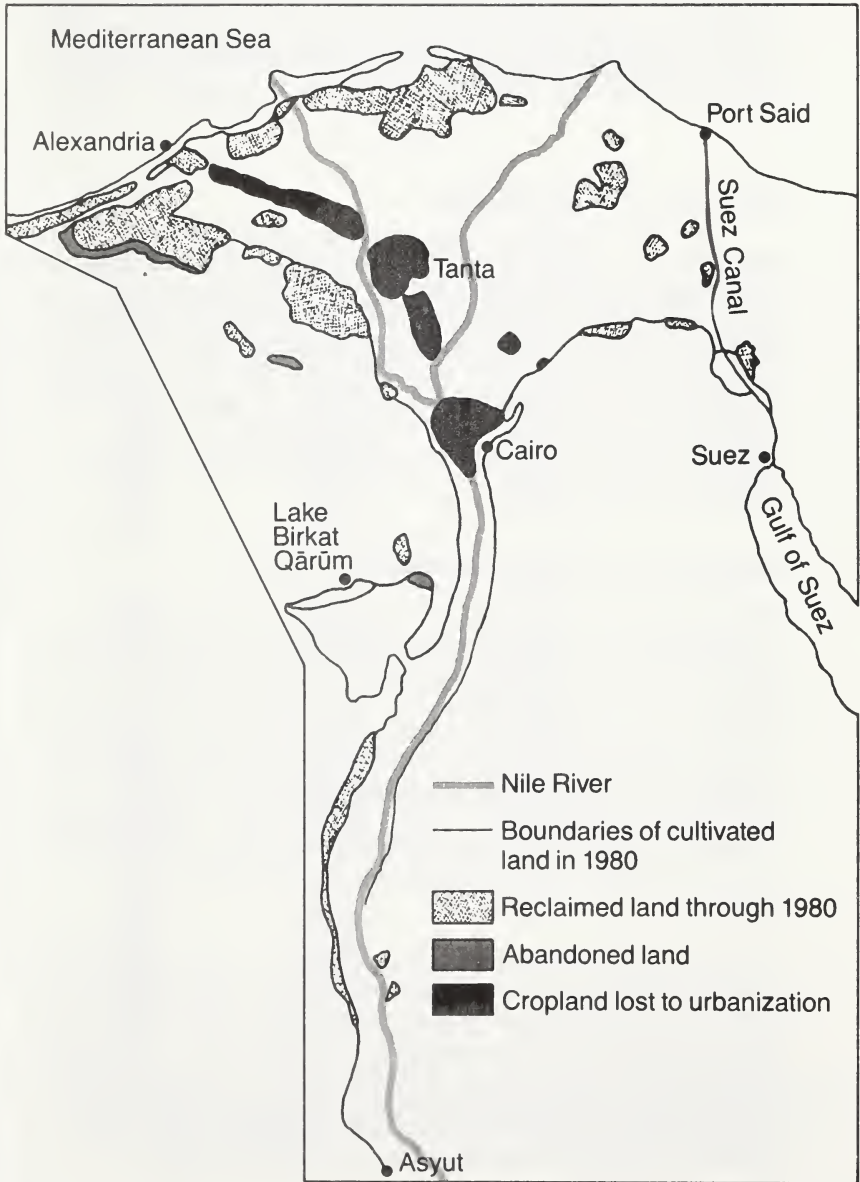 Mediterranean Sea
Alexandria
Port Said
Suez Canal
Tanta
Cairo
Suez
Gulf of Suez
Lake
Birkat
Qārūm
Nile River
Boundaries of cultivated
land in 1980
Reclaimed land through 1980
Abandoned land
Cropland lost to urbanization
Asyut